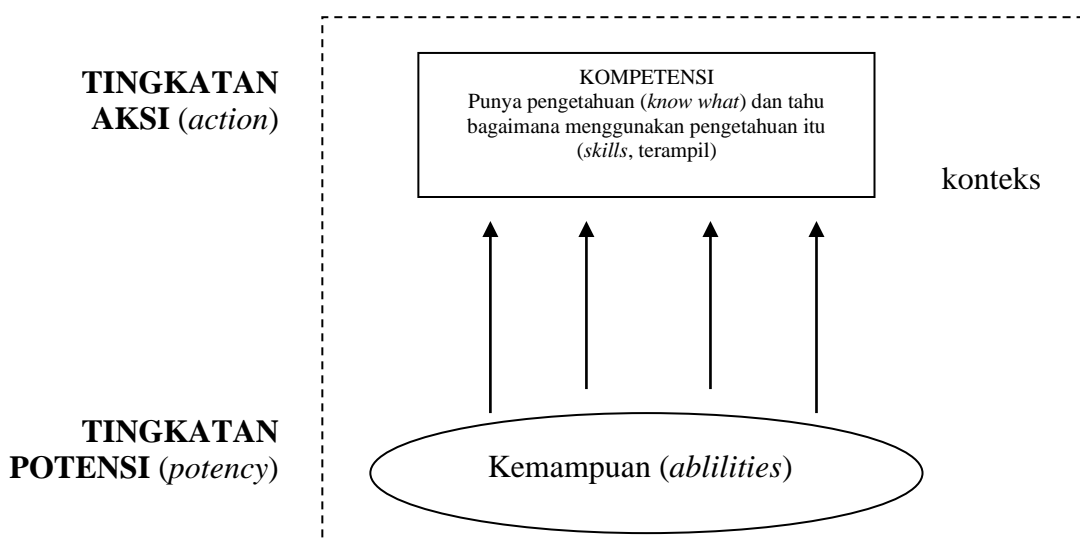 TINGKATAN
AKSI (action)
KOMPETENSI
Punya pengetahuan (know what) dan tahu
bagaimana menggunakan pengetahuan itu
(skills, terampil)
konteks
TINGKATAN
POTENSI (potency)
Kemampuan (ablilities)